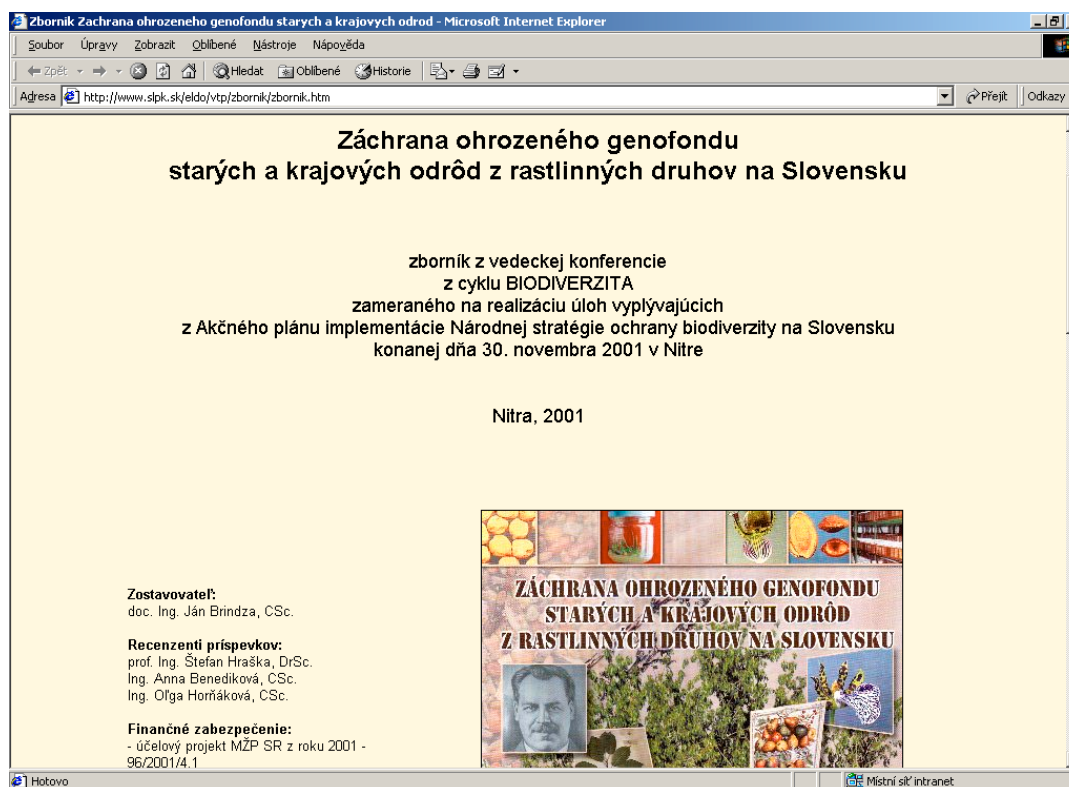 Zbornik Zachrana ohrozeneho genofondu starych a krajovych odrod - Microsoft Internet Explorer
Soubor Úpravy Zobrazit Oblíbené Nástroje Nápověda
Zpět Hledat Oblíbené Historie
Adresa http://www.slpk.sk/eldo/vtp/zbornik/zbornik.htm Přejít Odkazy
Záchrana ohrozeného genofondu
starých a krajových odrôd z rastlinných druhov na Slovensku
zborník z vedeckej konferencie
z cyklu BIODIVERZITA
zameraného na realizáciu úloh vyplývajúcich
z Akčného plánu implementácie Národnej stratégie ochrany biodiverzity na Slovensku
konanej dňa 30. novembra 2001 v Nitre
Nitra, 2001
Zostavovateľ:
doc. Ing. Ján Brindza, CSc.
Recenzenti príspevkov:
prof. Ing. Štefan Hraška, DrSc.
Ing. Anna Benediková, CSc.
Ing. Oľga Horňáková, CSc.
Finančné zabezpečenie:
- účelový projekt MŽP SR z roku 2001 -
96/2001/4.1
ZÁCHRANA OHROZENÉHO GENOFONDU
STARÝCH A KRAJOVÝCH ODRÔD
Z RASTLINNÝCH DRUHOV NA SLOVENSKU
Hotovo Místní síť intranet